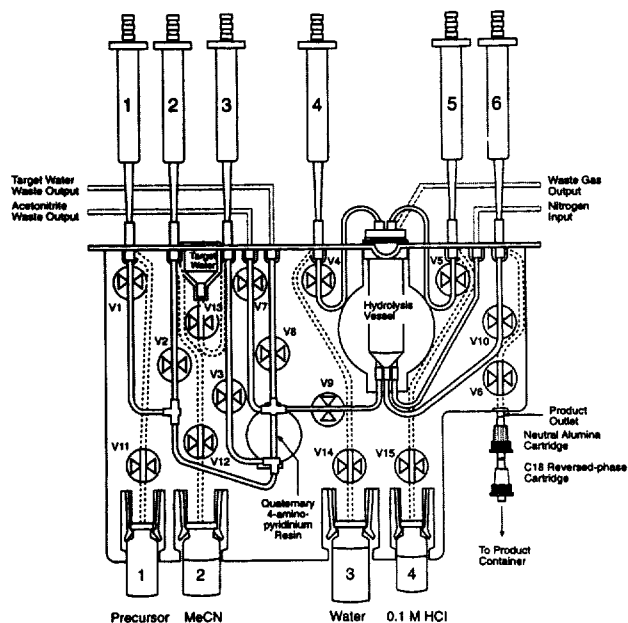 1
2
3
4
5
6
Target Water
Waste Output
Acetonitrite
Waste Output
Waste Gas
Output
Nitrogen
Input
Target
Water
V1
V13
V7
V4
V5
Hydrolysis
Vessel
V2
V8
V10
V3
V9
V6
Product
Outlet
Neutral Alumina
Cartridge
C18 Reversed-phase
Cartridge
V11
V12
V14
V15
Quaternary
4-amino-
pyridinium
Resin
To Product
Container
1
2
3
4
Precursor
MeCN
Water
0.1 M HCl